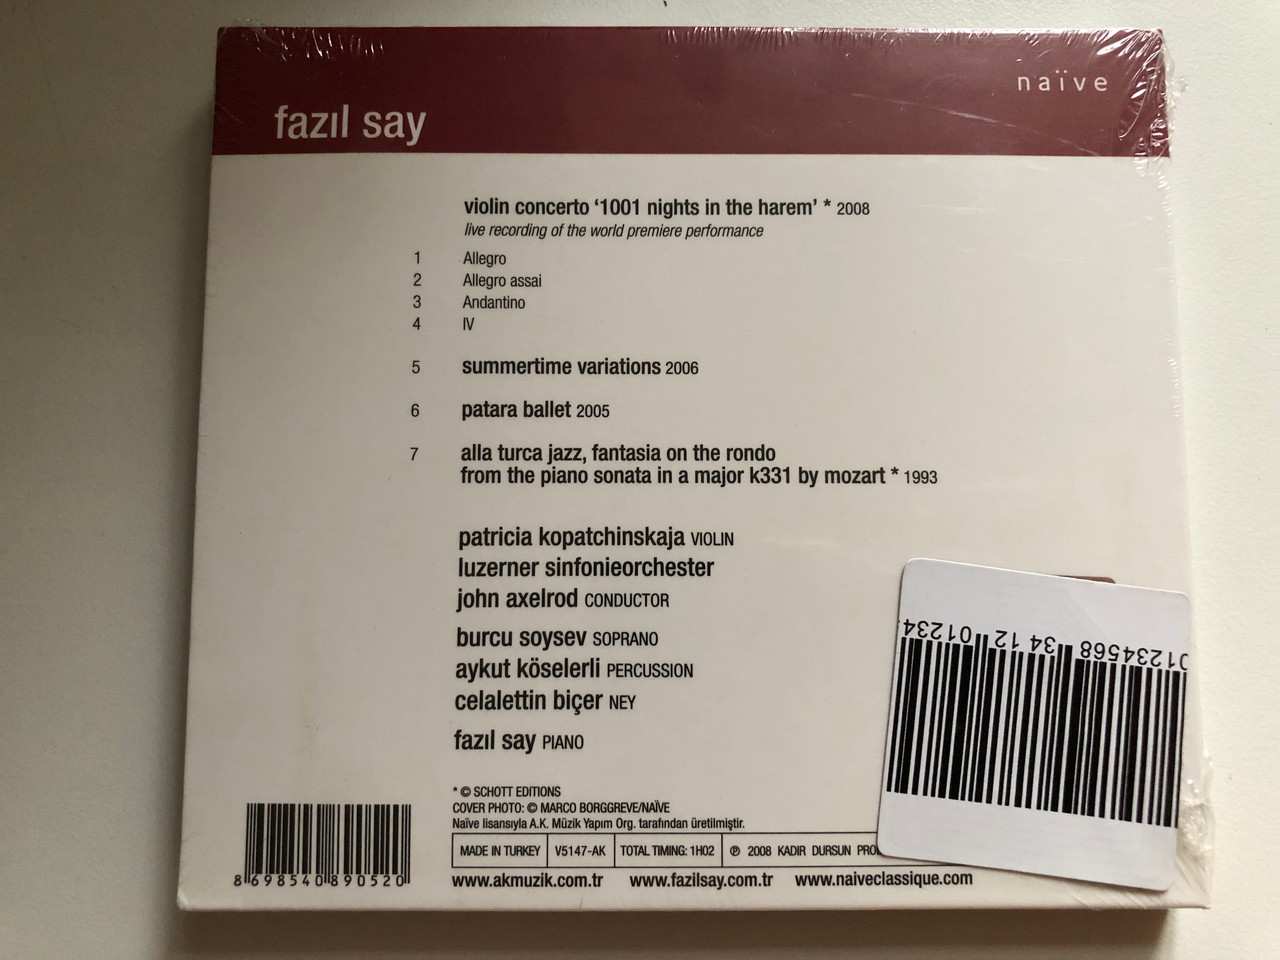 naïve
fazıl say
violin concerto ‘1001 nights in the harem’ * 2008
live recording of the world premiere performance
1 Allegro
2 Allegro assai
3 Andantino
4 IV
5 summertime variations 2006
6 patara ballet 2005
7 alla turca jazz, fantasia on the rondo
from the piano sonata in a major k331 by mozart * 1993
patricia kopatchinskaja VIOLIN
luzerner sinfonieorchester
john axelrod CONDUCTOR
burcu soysev SOPRANO
aykut köselerli PERCUSSION
celalettin biçer NEY
fazıl say PIANO
* © SCHOTT EDITIONS
COVER PHOTO: © MARCO BORGGREVE/NAÏVE
Naïve lisansıyla A.K. Müzik Yapım Org. tarafından üretilmiştir.
MADE IN TURKEY V5147-AK TOTAL TIMING: 1H02 ℗ 2008 KADIR DURSUN
www.akmuzik.com.tr www.fazilsay.com.tr www.naiveclassique.com
8698540890520
01234568 34 12 01234